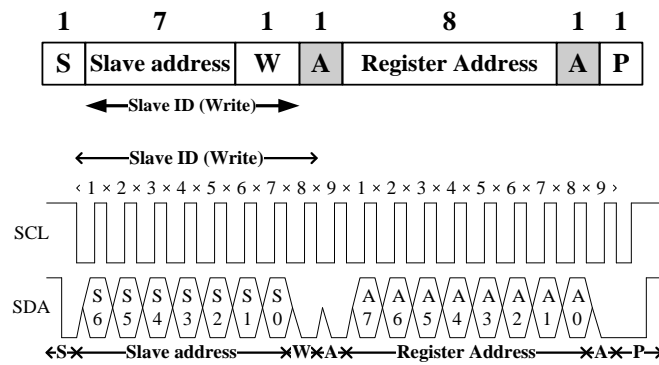 1 7 1 1 8 1 1
S Slave address W A Register Address A P
Slave ID (Write)
Slave ID (Write)
‹ 1 × 2 × 3 × 4 × 5 × 6 × 7 × 8 × 9 × 1 × 2 × 3 × 4 × 5 × 6 × 7 × 8 × 9 ›
SCL
SDA S6 S5 S4 S3 S2 S1 S0 A7 A6 A5 A4 A3 A2 A1 A0
S Slave address W A Register Address A P